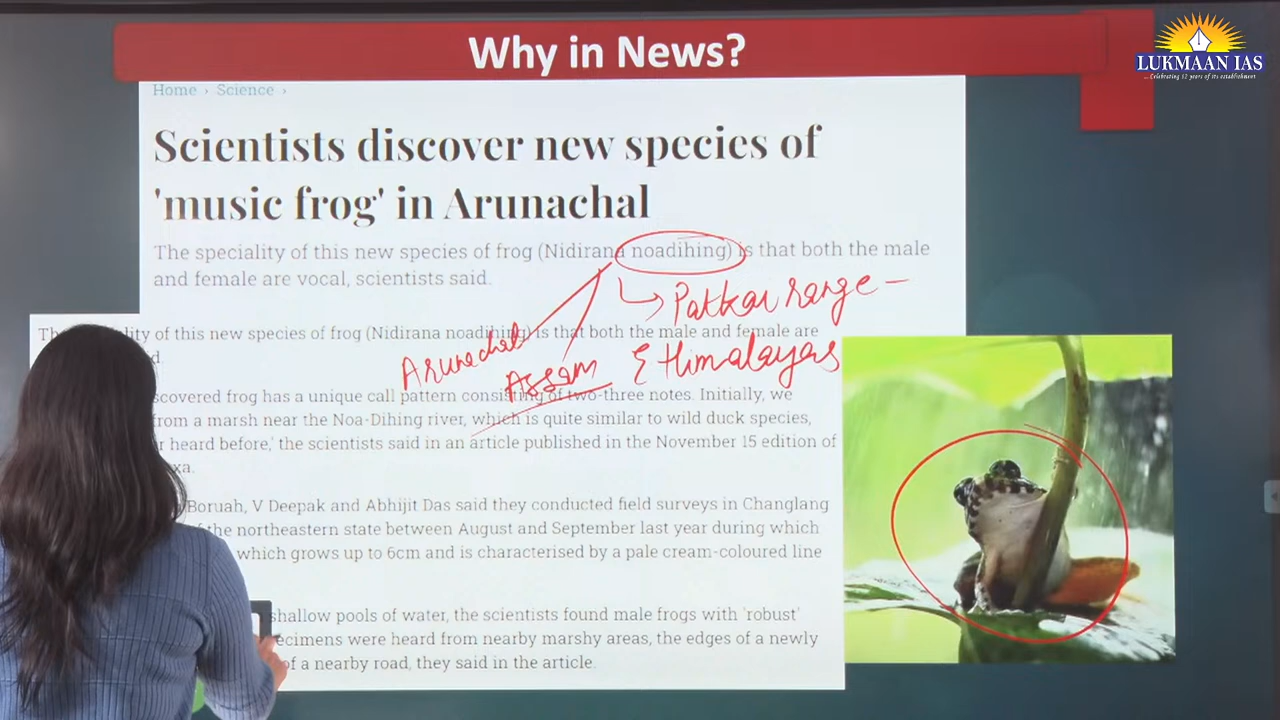 Why in News?
LUKMAAN IAS
...Celebrating 12 years of its establishment
Home › Science ›
Scientists discover new species of
'music frog' in Arunachal
The speciality of this new species of frog (Nidirana noadihing) is that both the male
and female are vocal, scientists said.
Patkai range –
& Himalayas
Arunachal
Assam
of this new species of frog (Nidirana noadihing) is that both the male and female are
frog has a unique call pattern consisting of two-three notes. Initially, we
from a marsh near the Noa-Dihing river, which is quite similar to wild duck species,
heard before,' the scientists said in an article published in the November 15 edition of
Boruah, V Deepak and Abhijit Das said they conducted field surveys in Changlang
the northeastern state between August and September last year during which
which grows up to 6cm and is characterised by a pale cream-coloured line
shallow pools of water, the scientists found male frogs with 'robust'
were heard from nearby marshy areas, the edges of a newly
of a nearby road, they said in the article.